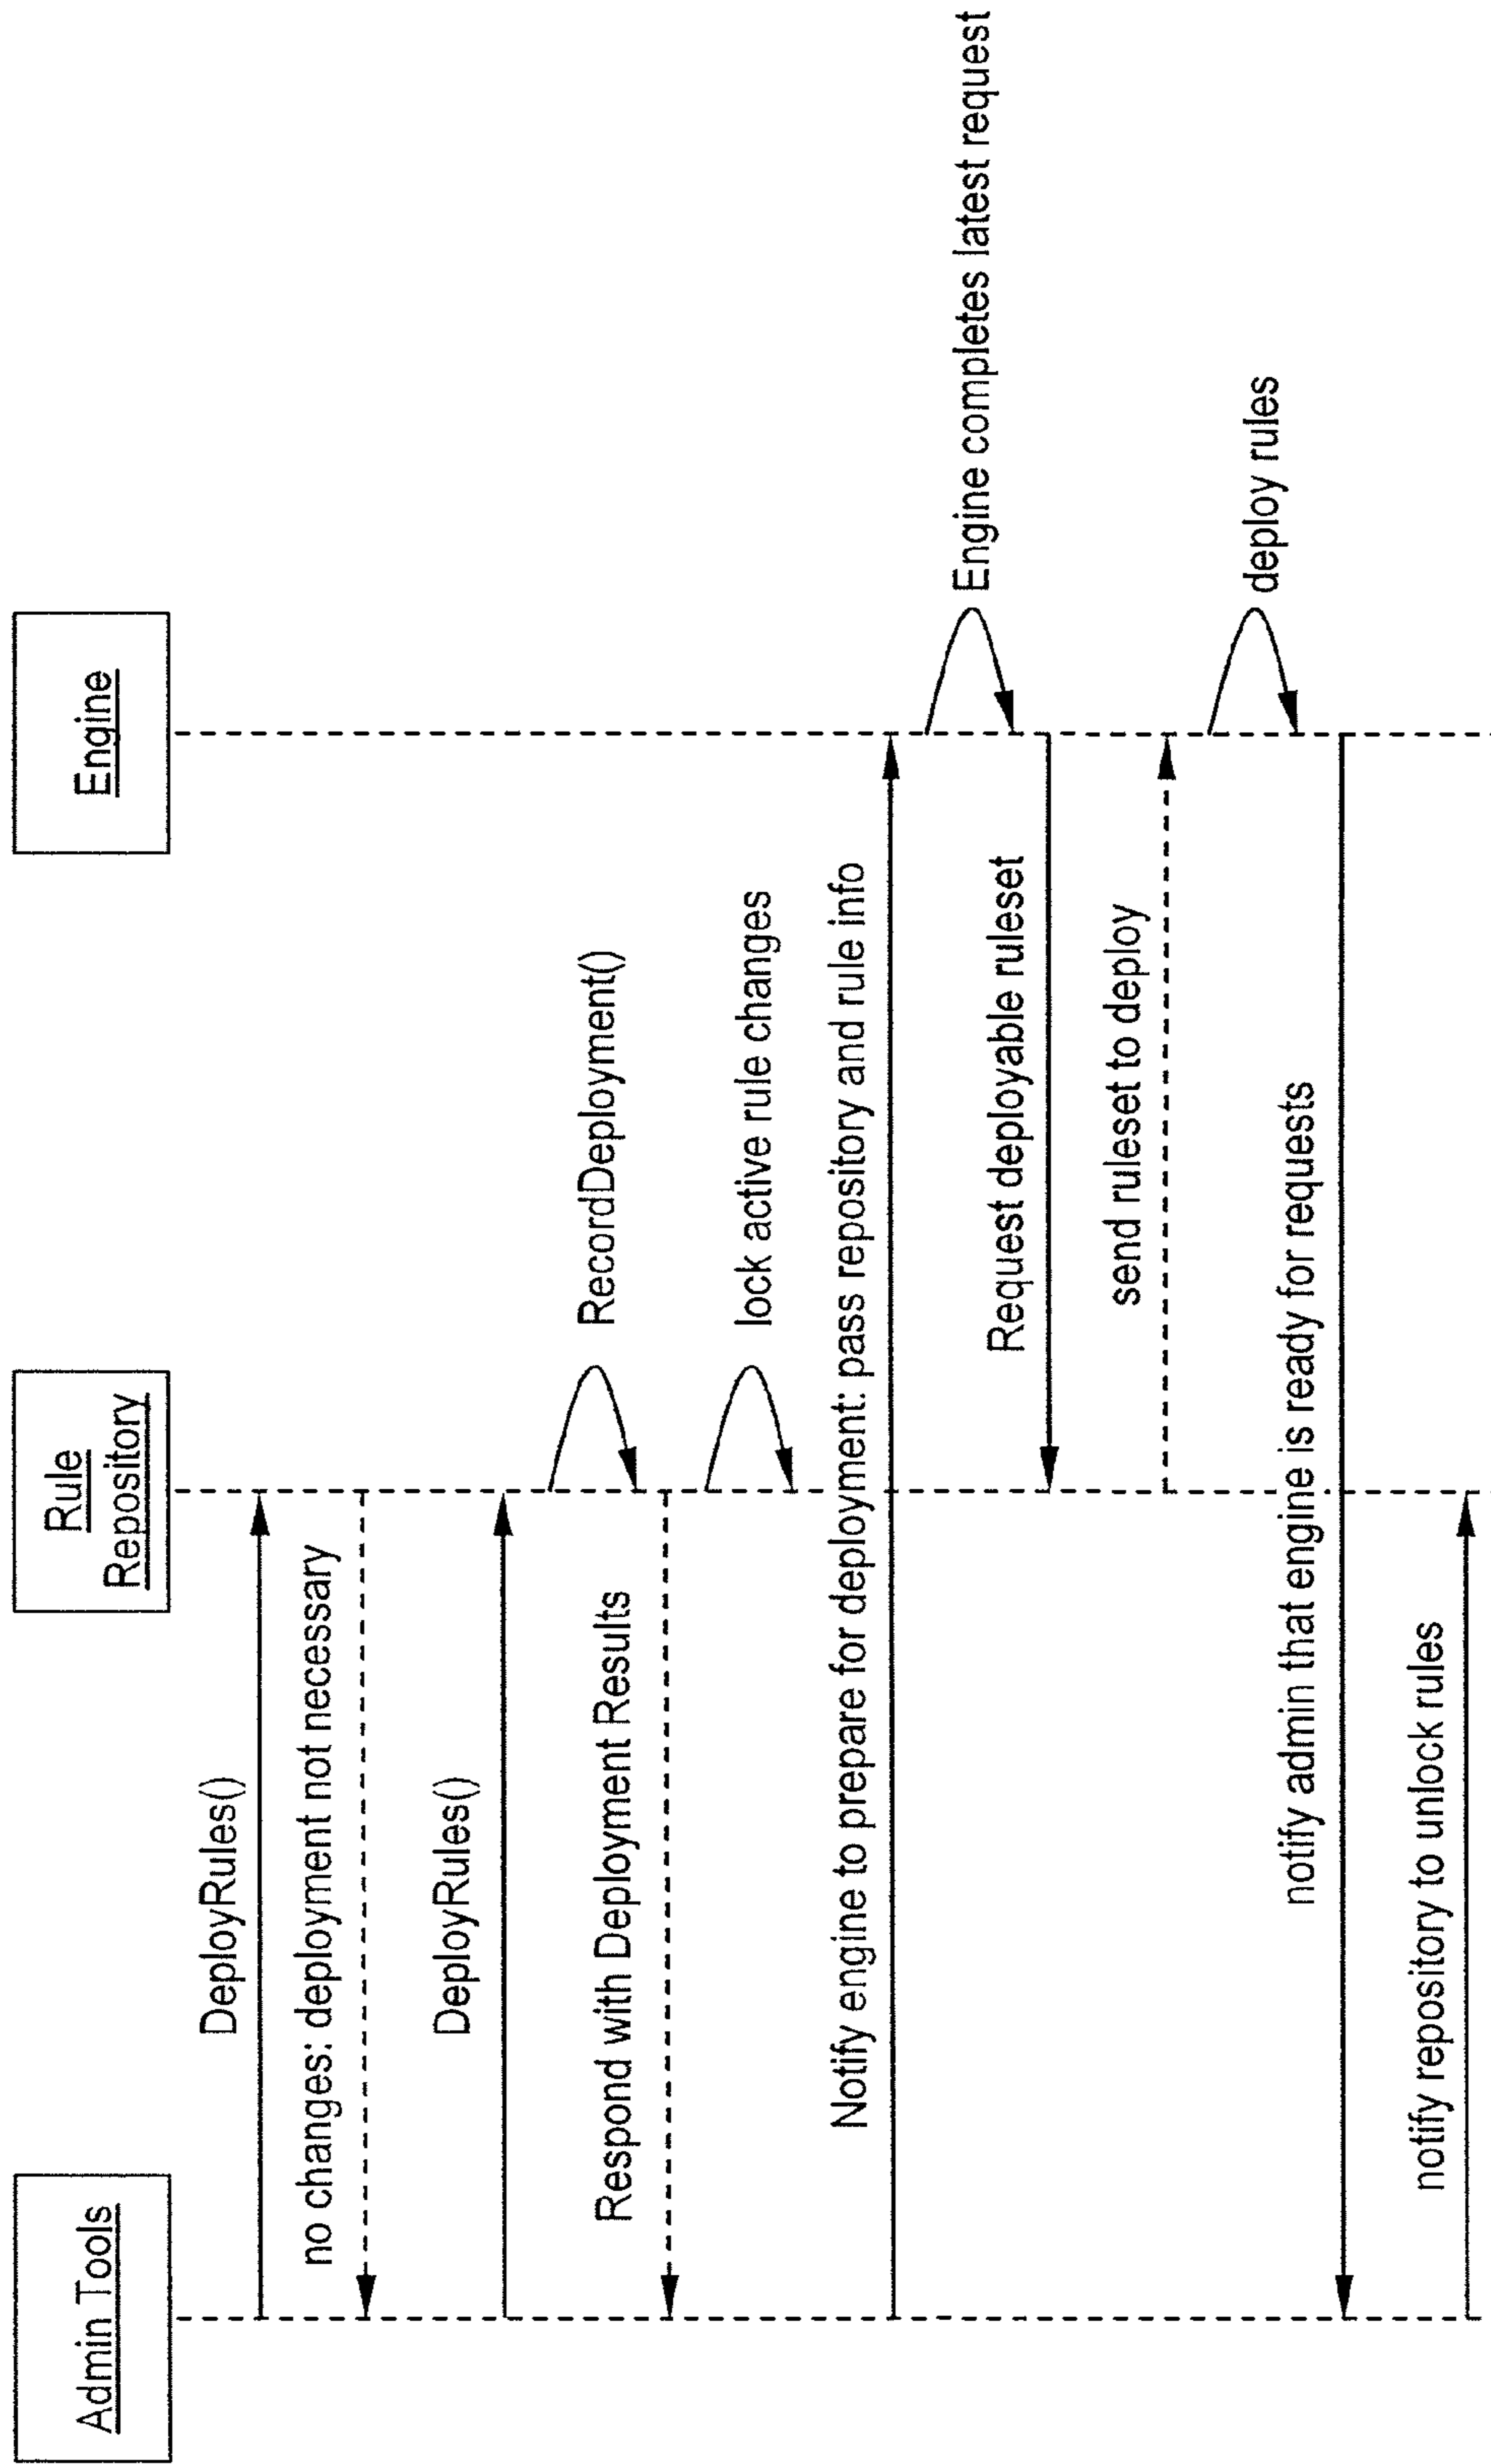 Admin Tools
Rule
Repository
Engine
DeployRules()
no changes: deployment not necessary
DeployRules()
RecordDeployment()
Respond with Deployment Results
lock active rule changes
Notify engine to prepare for deployment: pass repository and rule info
Engine completes latest request
Request deployable ruleset
send ruleset to deploy
deploy rules
notify admin that engine is ready for requests
notify repository to unlock rules